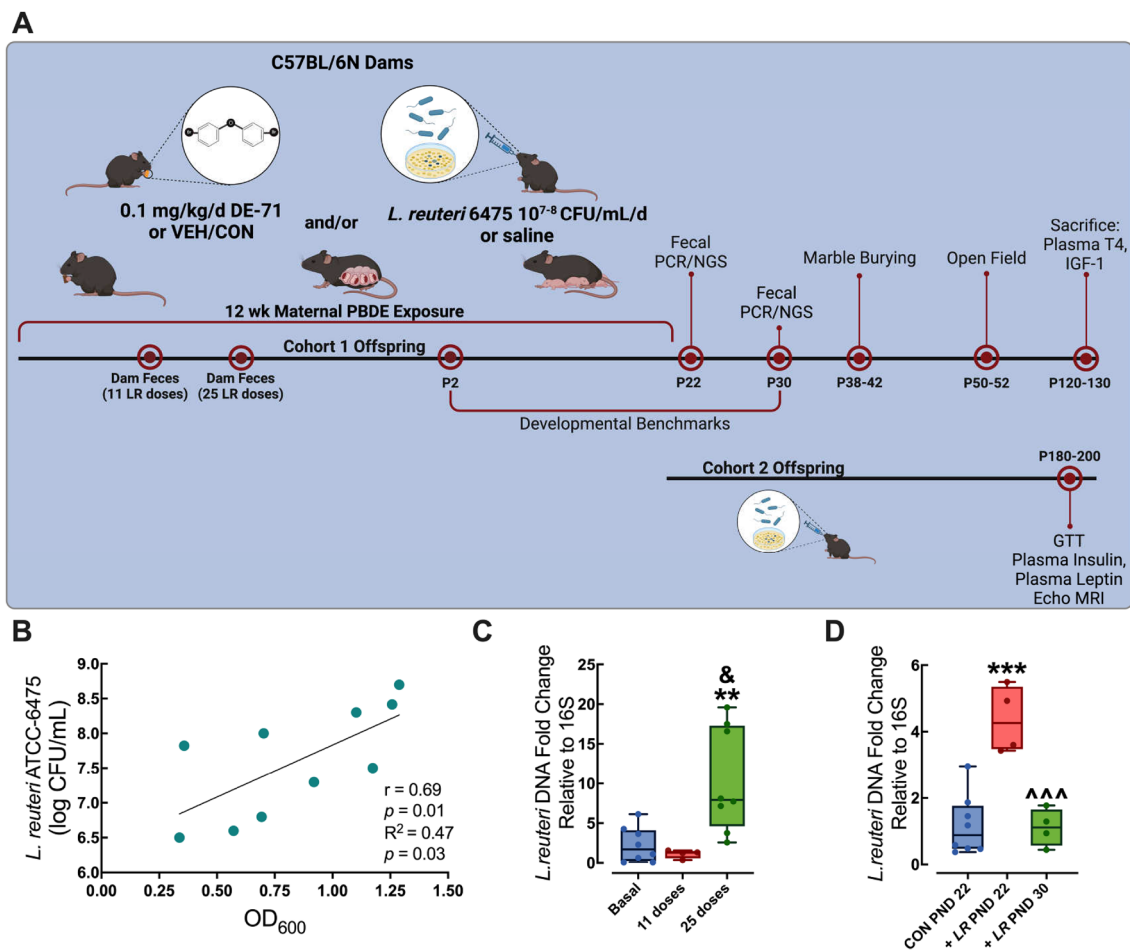 A
C57BL/6N Dams
0.1 mg/kg/d DE-71
or VEH/CON
and/or
L. reuteri 6475 10⁷⁻⁸ CFU/mL/d
or saline
12 wk Maternal PBDE Exposure
Cohort 1 Offspring
Dam Feces
(11 LR doses)
Dam Feces
(25 LR doses)
P2
Developmental Benchmarks
Fecal
PCR/NGS
P22
Fecal
PCR/NGS
P30
Marble Burying
P38-42
Open Field
P50-52
Sacrifice:
Plasma T4,
IGF-1
P120-130
Cohort 2 Offspring
P180-200
GTT
Plasma Insulin,
Plasma Leptin
Echo MRI
B
L. reuteri ATCC-6475
(log CFU/mL)
9.0
8.5
8.0
7.5
7.0
6.5
6.0
0.00 0.25 0.50 0.75 1.00 1.25 1.50
OD₆₀₀
r = 0.69
p = 0.01
R² = 0.47
p = 0.03
C
L.reuteri DNA Fold Change
Relative to 16S
25
20
15
10
5
0
&
**
Basal
11 doses
25 doses
D
L.reuteri DNA Fold Change
Relative to 16S
6
4
2
0
***
^^^
CON PND 22
+ LR PND 22
+ LR PND 30